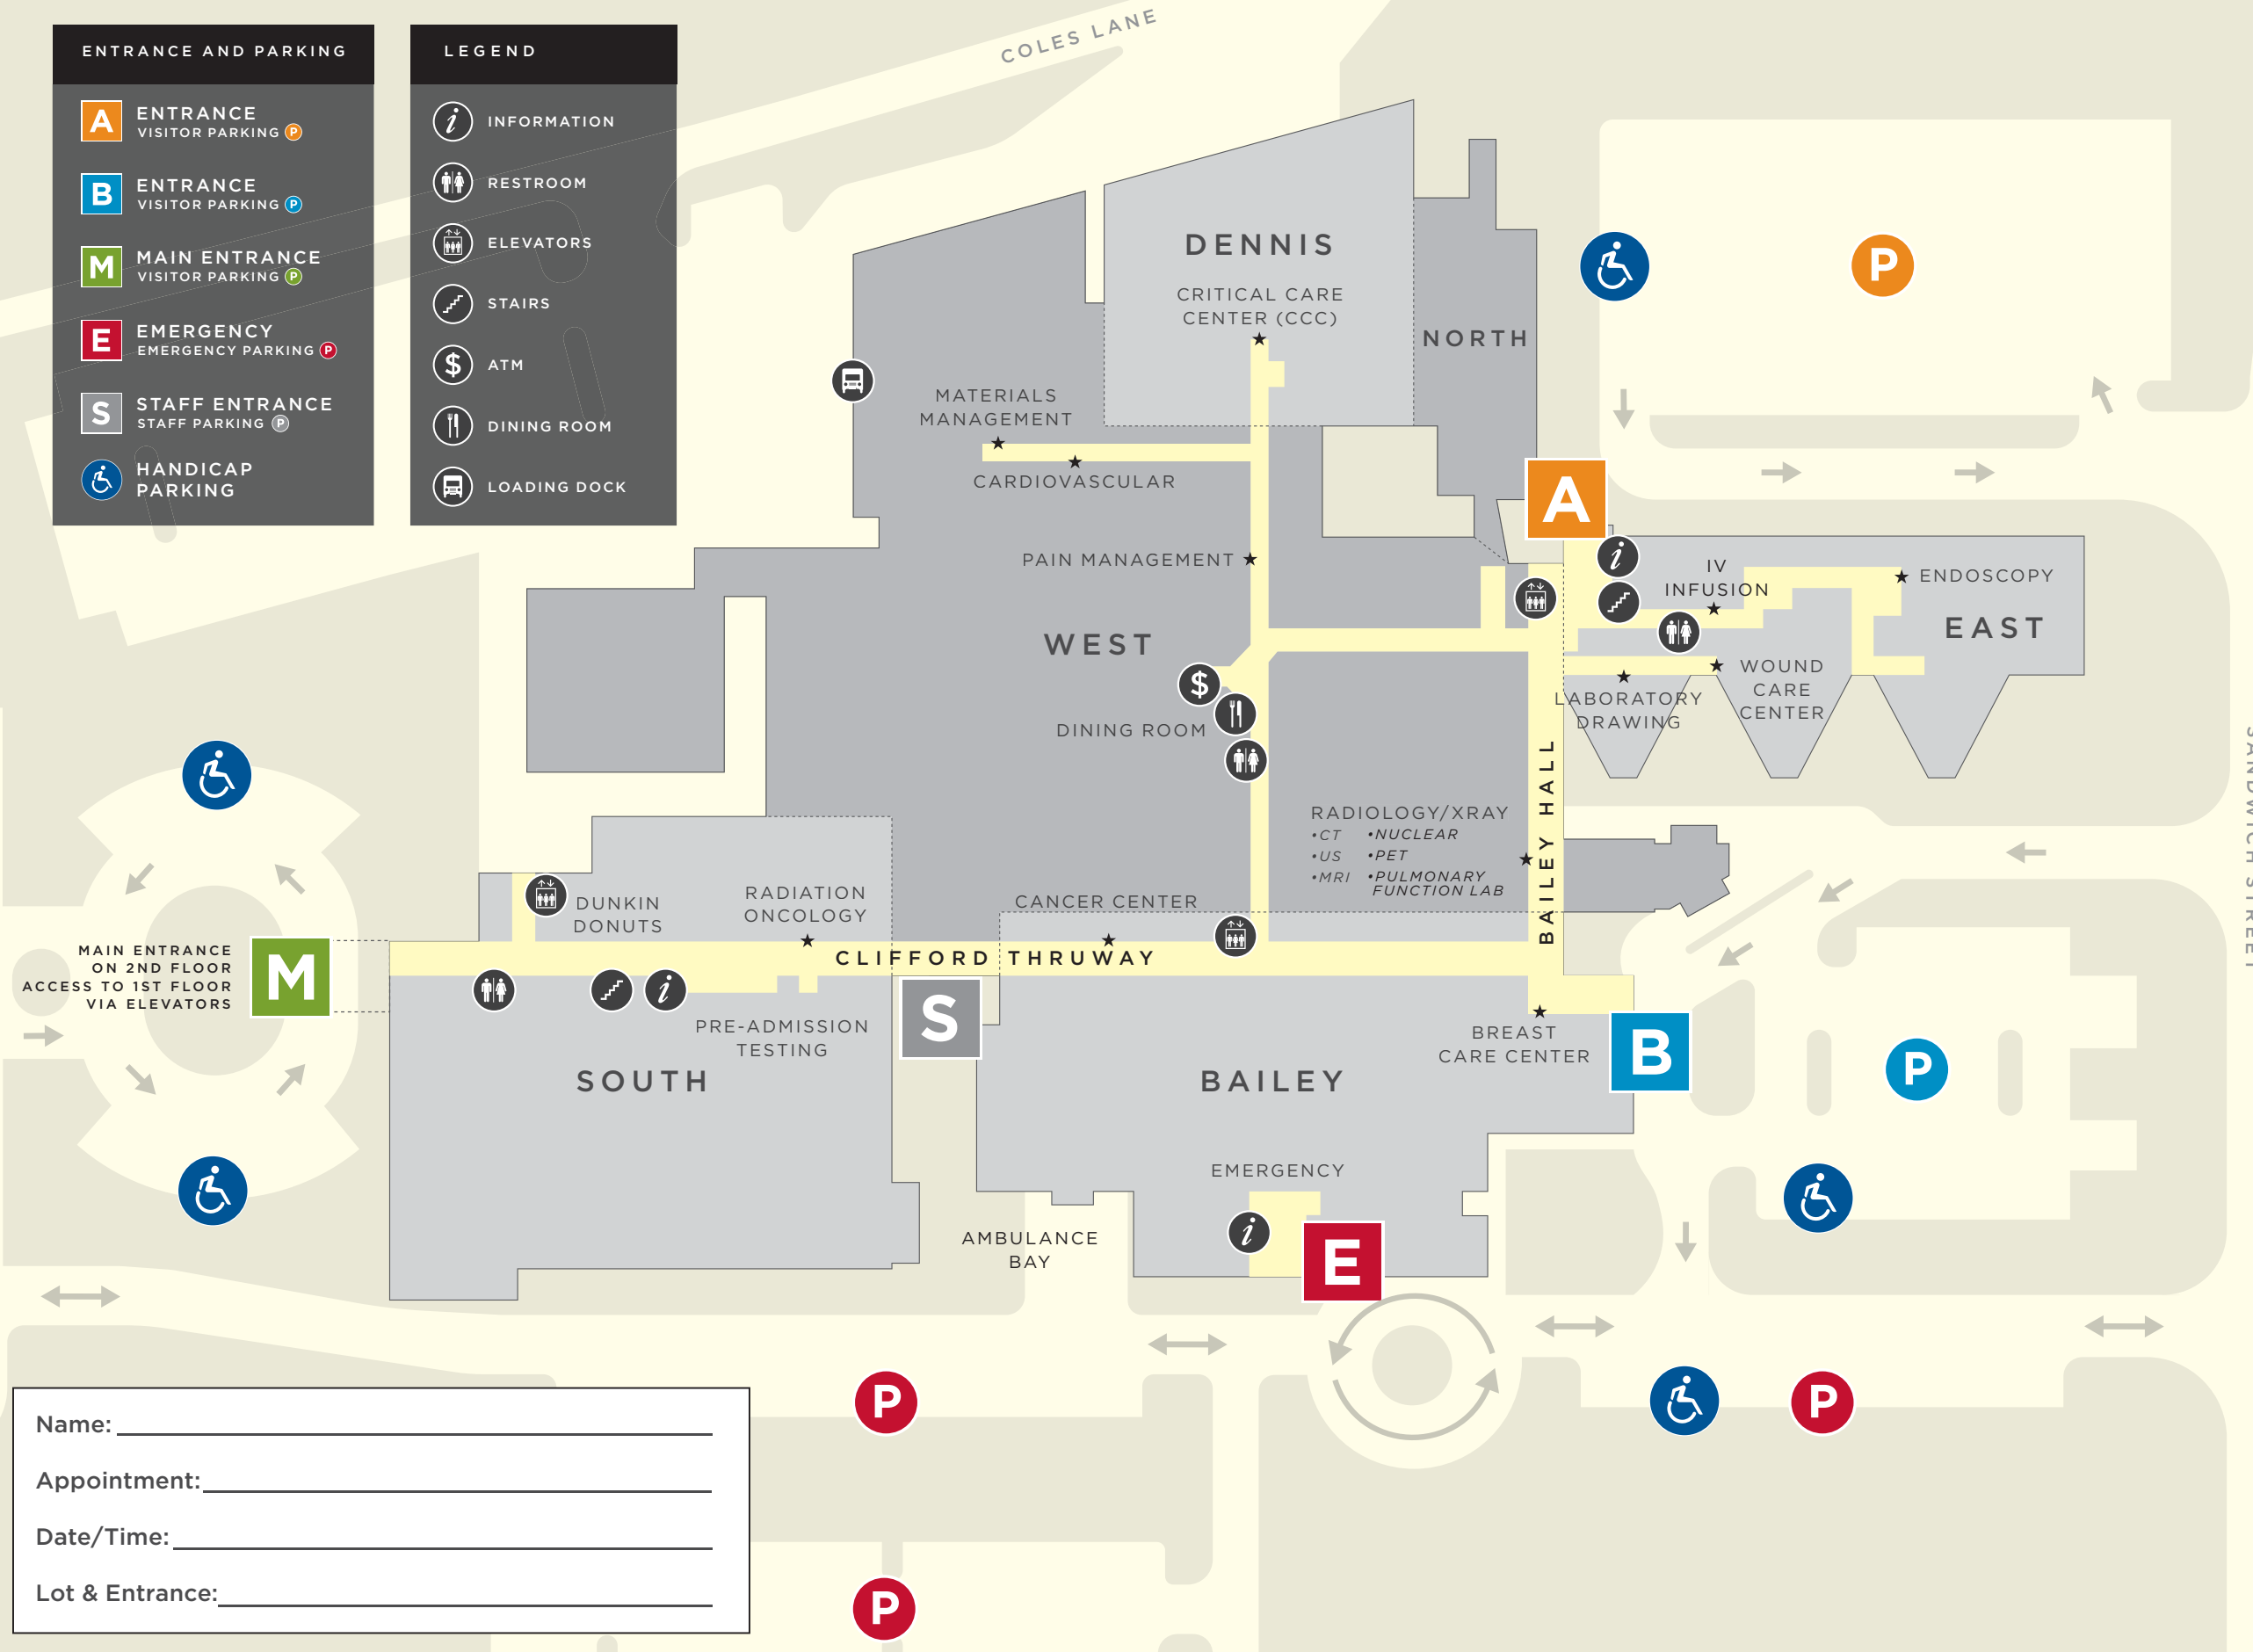 ENTRANCE AND PARKING
A
ENTRANCE
VISITOR PARKING P
B
ENTRANCE
VISITOR PARKING P
M
MAIN ENTRANCE
VISITOR PARKING P
E
EMERGENCY
EMERGENCY PARKING P
S
STAFF ENTRANCE
STAFF PARKING P
HANDICAP
PARKING
LEGEND
i INFORMATION
RESTROOM
ELEVATORS
STAIRS
$ ATM
DINING ROOM
LOADING DOCK
COLES LANE
DENNIS
CRITICAL CARE
CENTER (CCC)
NORTH
P
MATERIALS
MANAGEMENT
CARDIOVASCULAR
A
PAIN MANAGEMENT
i
IV
INFUSION
ENDOSCOPY
EAST
WEST
$
DINING ROOM
WOUND
CARE
CENTER
LABORATORY
DRAWING
SANDWICH STREET
BAILEY HALL
RADIOLOGY/XRAY
•CT •NUCLEAR
•US •PET
•MRI •PULMONARY
FUNCTION LAB
DUNKIN
DONUTS
RADIATION
ONCOLOGY
CANCER CENTER
CLIFFORD THRUWAY
MAIN ENTRANCE
ON 2ND FLOOR
ACCESS TO 1ST FLOOR
VIA ELEVATORS
M
i
S
PRE-ADMISSION
TESTING
BREAST
CARE CENTER
B
P
SOUTH
BAILEY
EMERGENCY
i
E
AMBULANCE
BAY
P
P
P
Name:
Appointment:
Date/Time:
Lot & Entrance: